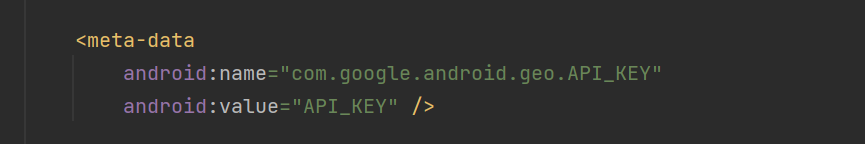 <meta-data
android:name="com.google.android.geo.API_KEY"
android:value="API_KEY" />